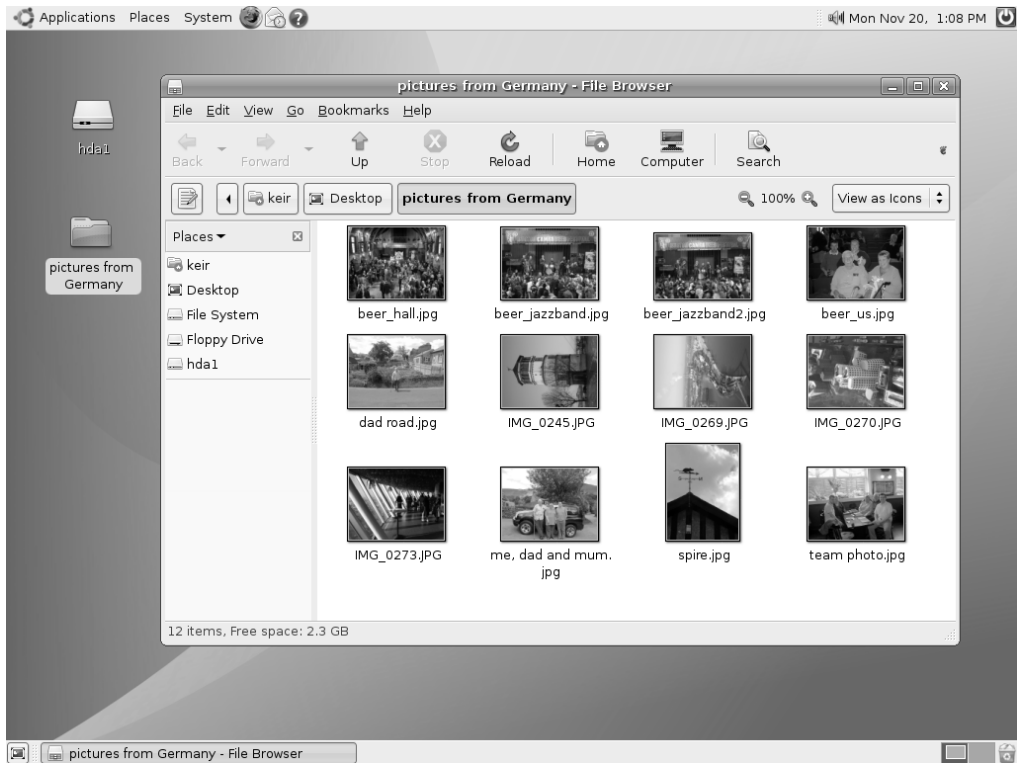 Applications Places System Mon Nov 20, 1:08 PM
hda1
pictures from
Germany
pictures from Germany - File Browser
File Edit View Go Bookmarks Help
Back Forward Up Stop Reload Home Computer Search
keir Desktop pictures from Germany 100% View as Icons
Places
keir
Desktop
File System
Floppy Drive
hda1
beer_hall.jpg beer_jazzband.jpg beer_jazzband2.jpg beer_us.jpg
dad road.jpg IMG_0245.JPG IMG_0269.JPG IMG_0270.JPG
IMG_0273.JPG me, dad and mum. spire.jpg team photo.jpg
jpg
12 items, Free space: 2.3 GB
pictures from Germany - File Browser